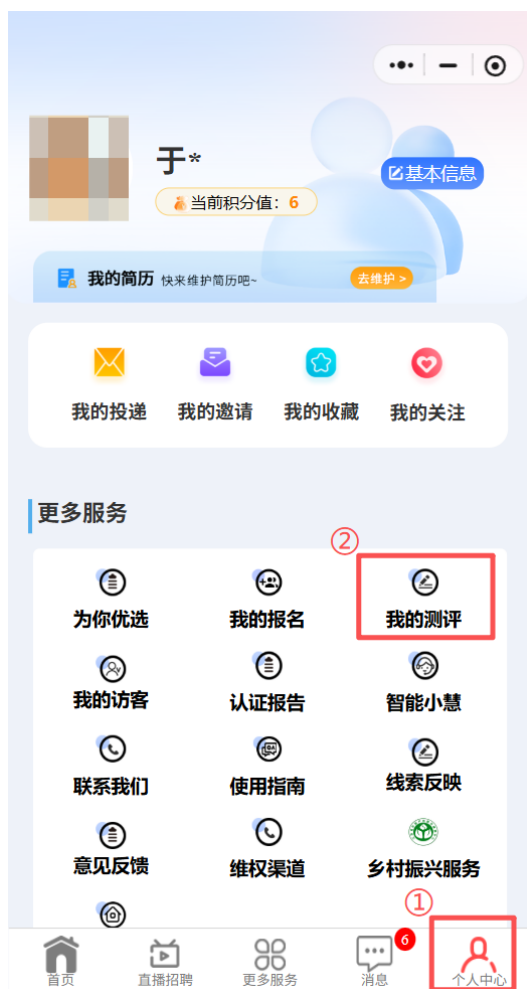 于*
当前积分值：6
基本信息
我的简历 快来维护简历吧~
去维护 >
我的投递 我的邀请 我的收藏 我的关注
更多服务
②
为你优选 我的报名 我的测评
我的访客 认证报告 智能小慧
联系我们 使用指南 线索反映
意见反馈 维权渠道 乡村振兴服务
①
6
首页 直播招聘 更多服务 消息 个人中心